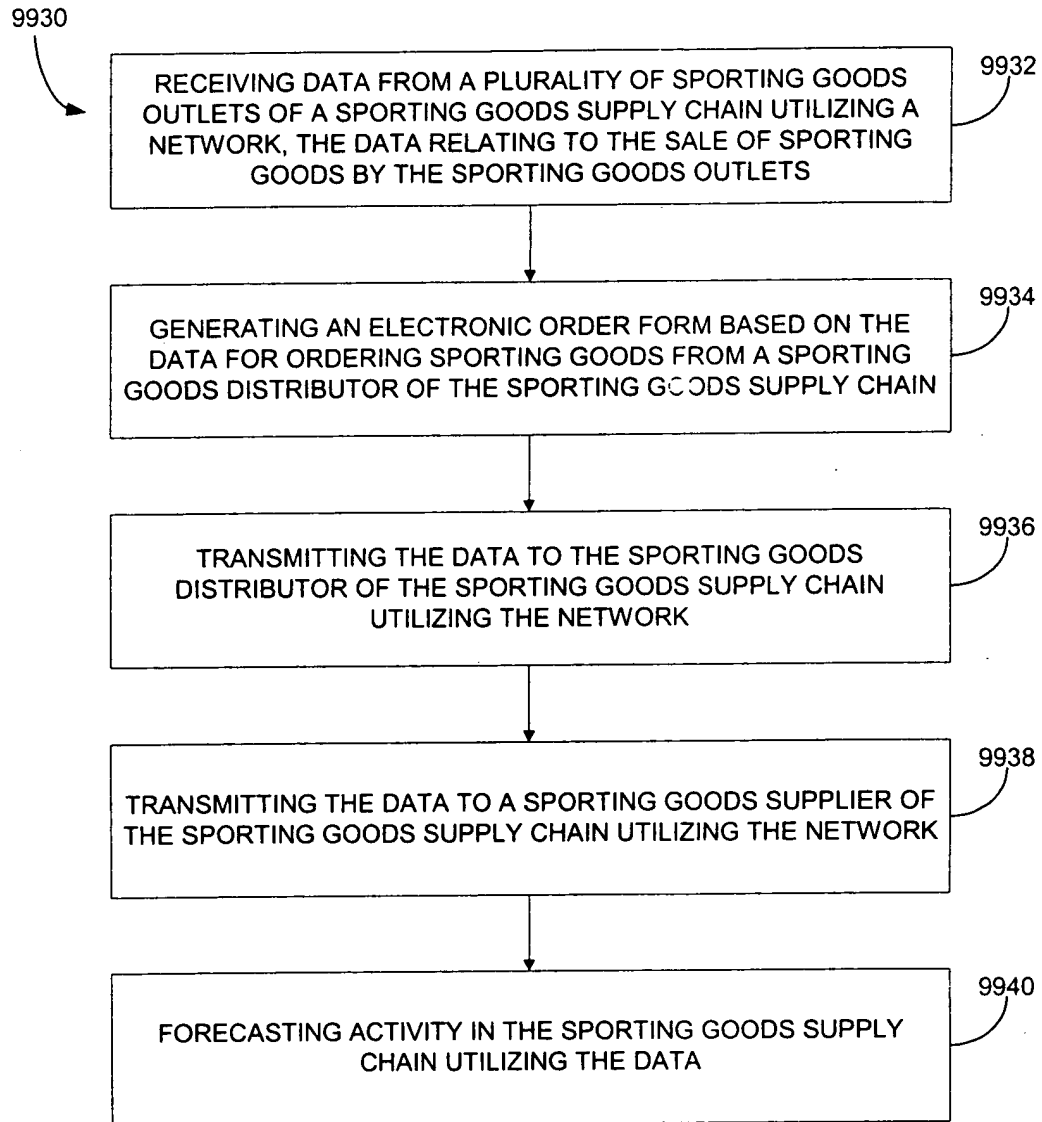 9930
9932
RECEIVING DATA FROM A PLURALITY OF SPORTING GOODS
OUTLETS OF A SPORTING GOODS SUPPLY CHAIN UTILIZING A
NETWORK, THE DATA RELATING TO THE SALE OF SPORTING
GOODS BY THE SPORTING GOODS OUTLETS
9934
GENERATING AN ELECTRONIC ORDER FORM BASED ON THE
DATA FOR ORDERING SPORTING GOODS FROM A SPORTING
GOODS DISTRIBUTOR OF THE SPORTING GOODS SUPPLY CHAIN
9936
TRANSMITTING THE DATA TO THE SPORTING GOODS
DISTRIBUTOR OF THE SPORTING GOODS SUPPLY CHAIN
UTILIZING THE NETWORK
9938
TRANSMITTING THE DATA TO A SPORTING GOODS SUPPLIER OF
THE SPORTING GOODS SUPPLY CHAIN UTILIZING THE NETWORK
9940
FORECASTING ACTIVITY IN THE SPORTING GOODS SUPPLY
CHAIN UTILIZING THE DATA